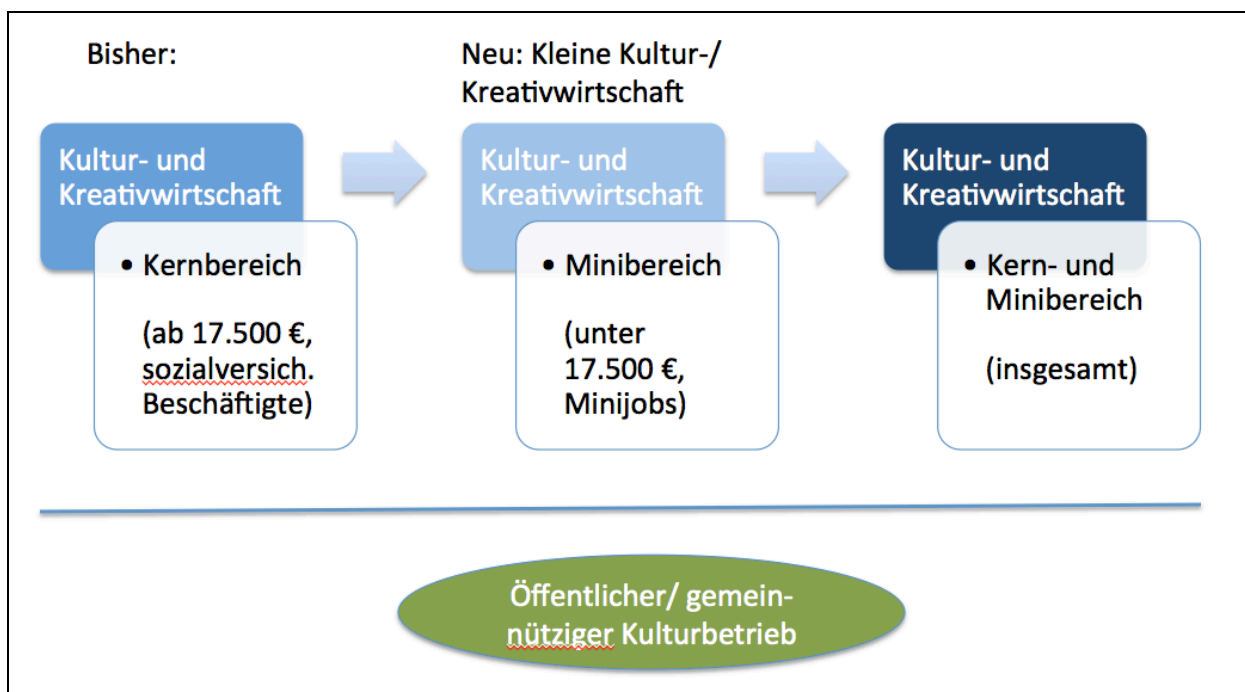 Bisher:
Neu: Kleine Kultur-/
Kreativwirtschaft
Kultur- und
Kreativwirtschaft
• Kernbereich
(ab 17.500 €,
sozialversich.
Beschäftigte)
Kultur- und
Kreativwirtschaft
• Minibereich
(unter
17.500 €,
Minijobs)
Kultur- und
Kreativwirtschaft
• Kern- und
Minibereich
(insgesamt)
Öffentlicher/ gemein-
nütziger Kulturbetrieb